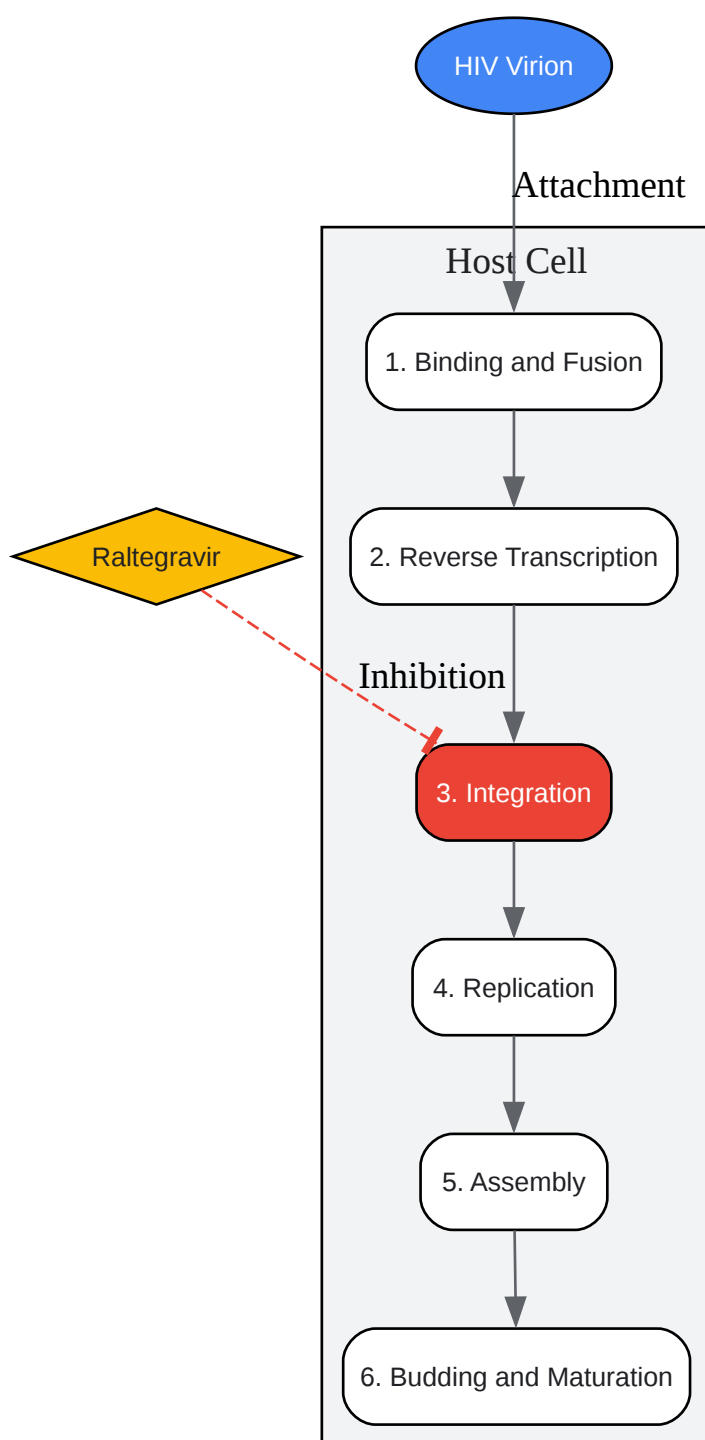 HIV Virion
Attachment
Host Cell
1. Binding and Fusion
Raltegravir
2. Reverse Transcription
Inhibition
3. Integration
4. Replication
5. Assembly
6. Budding and Maturation